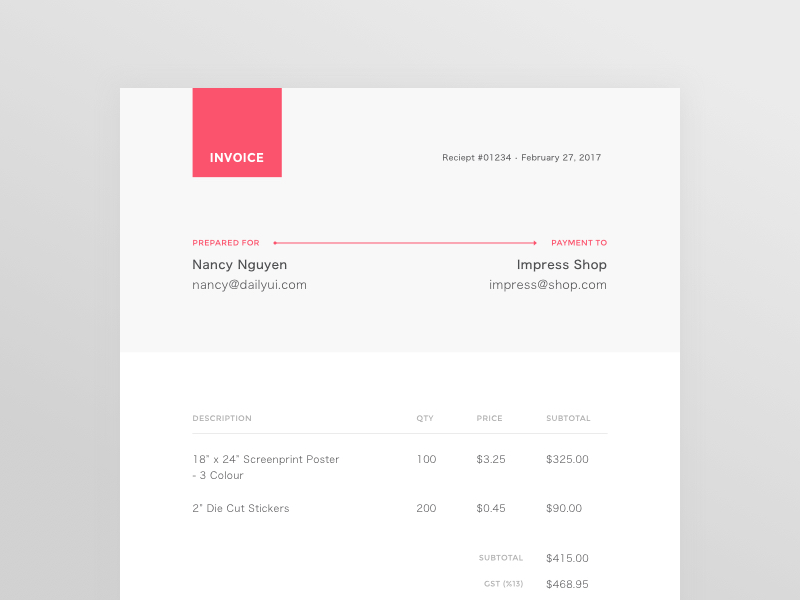 INVOICE
Reciept #01234 - February 27, 2017
PREPARED FOR PAYMENT TO
Nancy Nguyen Impress Shop
nancy@dailyui.com impress@shop.com
DESCRIPTION QTY PRICE SUBTOTAL
18" x 24" Screenprint Poster 100 $3.25 $325.00
- 3 Colour
2" Die Cut Stickers 200 $0.45 $90.00
SUBTOTAL $415.00
GST (%13) $468.95